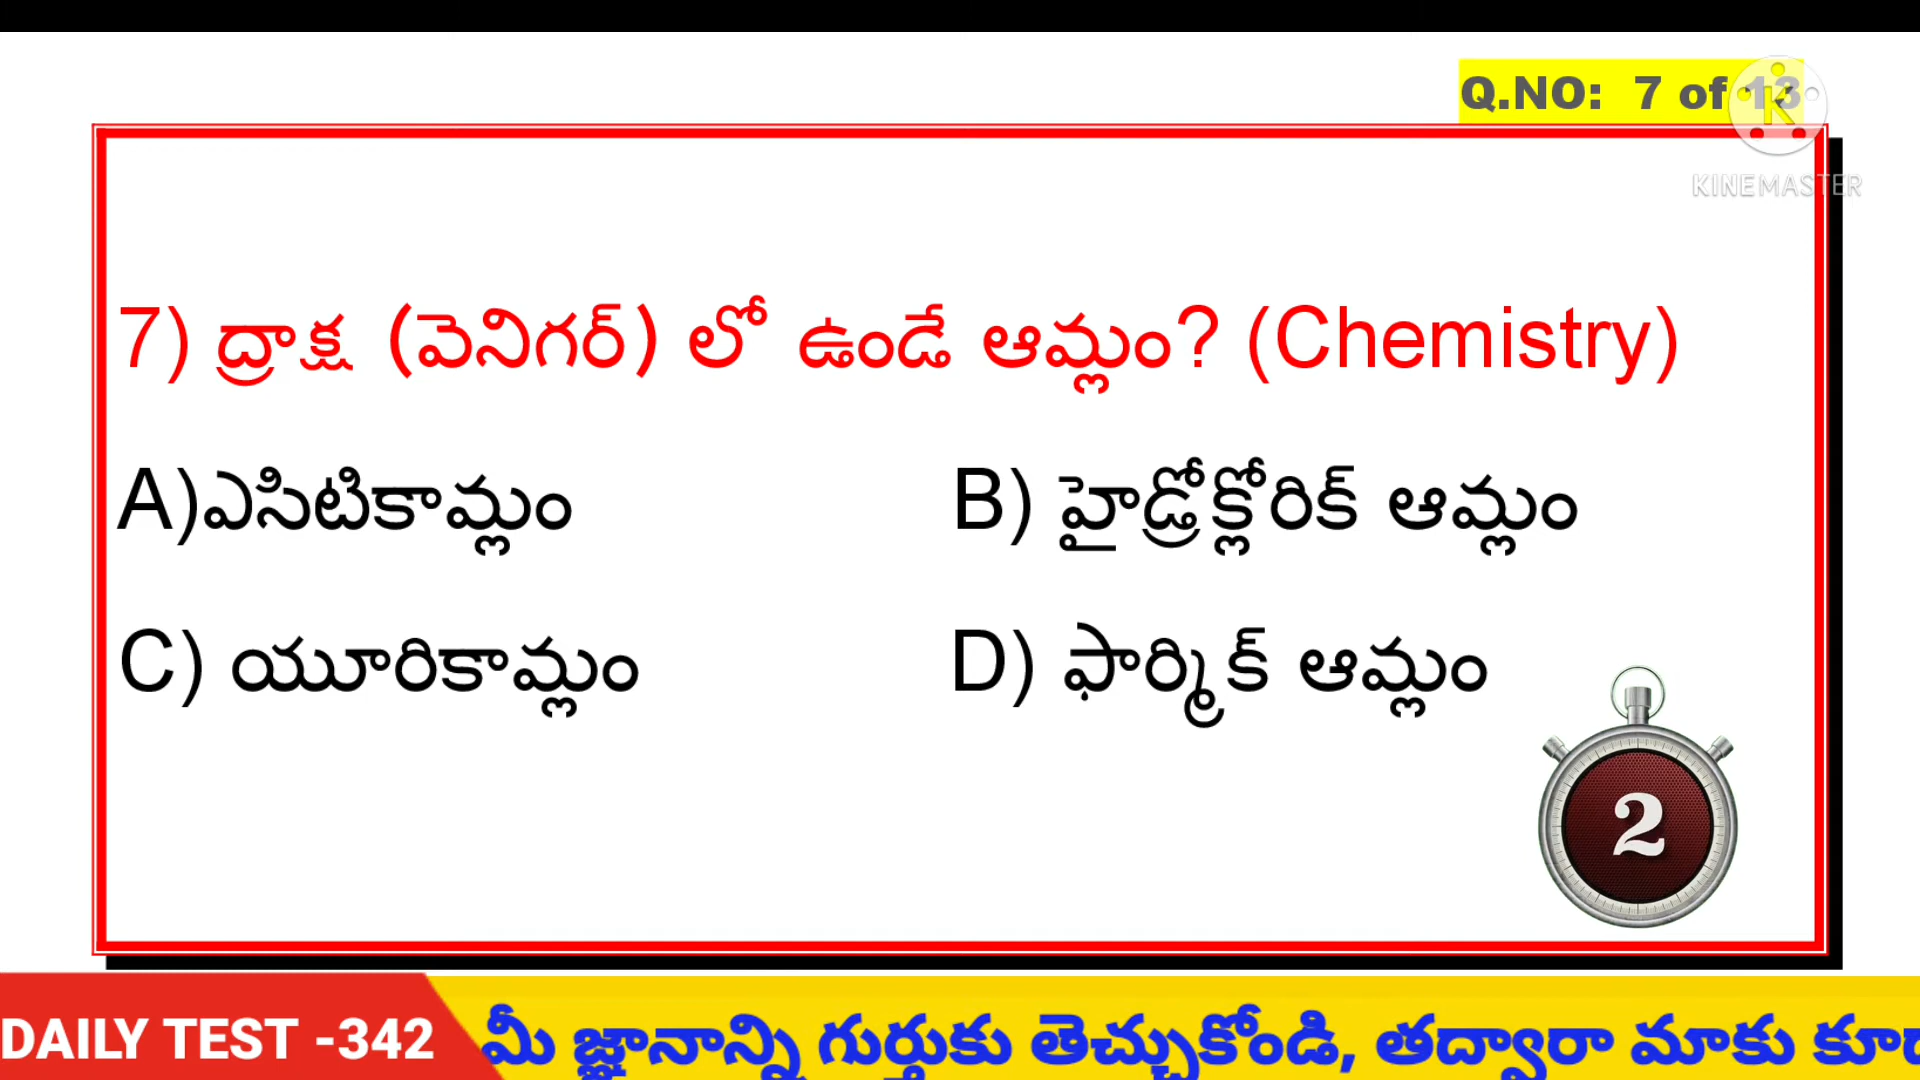 Q.NO: 7 of 13
KINEMASTER
7) ద్రాక్ష (వెనిగర్) లో ఉండే ఆమ్లం? (Chemistry)
A)ఎసిటికామ్లం B) హైడ్రోక్లోరిక్ ఆమ్లం
C) యూరికామ్లం D) ఫార్మిక్ ఆమ్లం
2
DAILY TEST -342 మీ జ్ఞానాన్ని గుర్తుకు తెచ్చుకోండి, తద్వారా మాకు